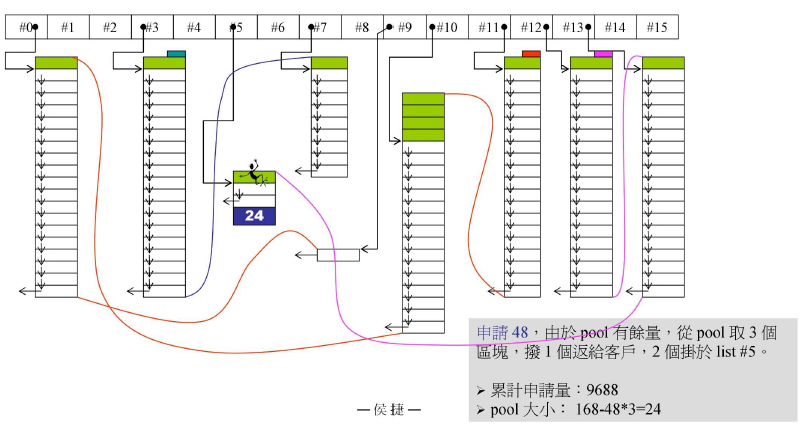 #0 #1 #2 #3 #4 #5 #6 #7 #8 #9 #10 #11 #12 #13 #14 #15
24
申請 48，由於 pool 有餘量，從 pool 取 3 個
區塊，撥 1 個返給客戶，2 個掛於 list #5。
➢ 累計申請量：9688
➢ pool 大小： 168-48*3=24
— 侯 捷 —